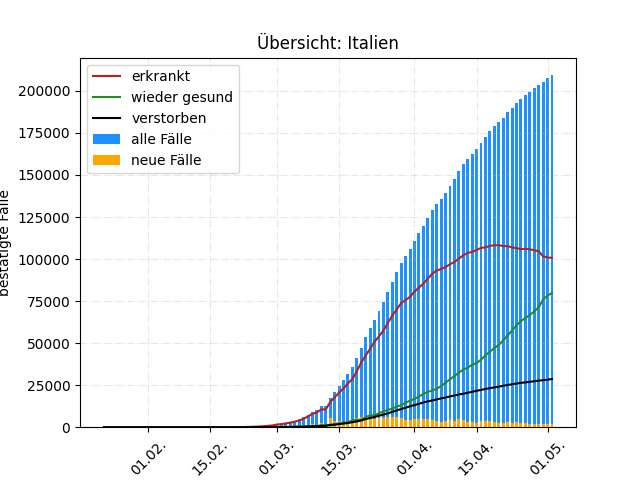 Übersicht: Italien
erkrankt
wieder gesund
verstorben
alle Fälle
neue Fälle
200000
175000
150000
125000
100000
75000
50000
25000
0
bestätigte Fälle
01.02.
15.02.
01.03.
15.03.
01.04.
15.04.
01.05.